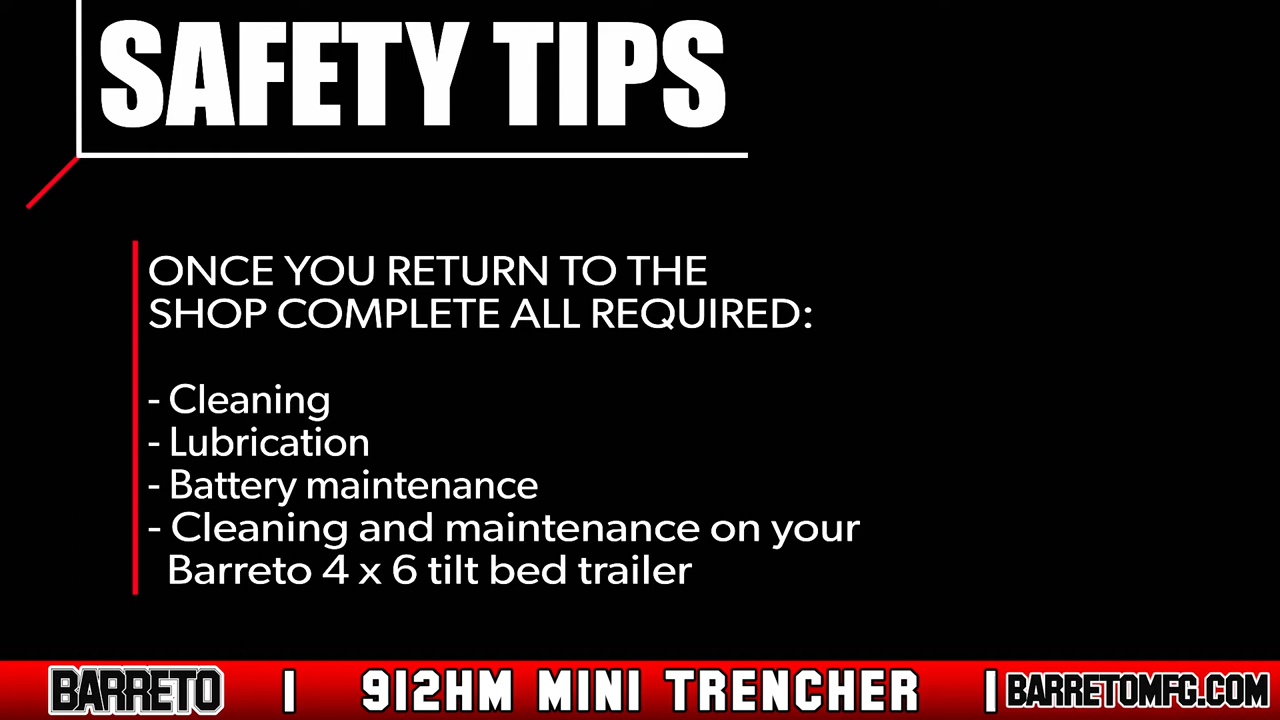 SAFETY TIPS
ONCE YOU RETURN TO THE
SHOP COMPLETE ALL REQUIRED:
- Cleaning
- Lubrication
- Battery maintenance
- Cleaning and maintenance on your
Barreto 4 x 6 tilt bed trailer
BARRETO | 912HM MINI TRENCHER | BARRETOMFG.COM